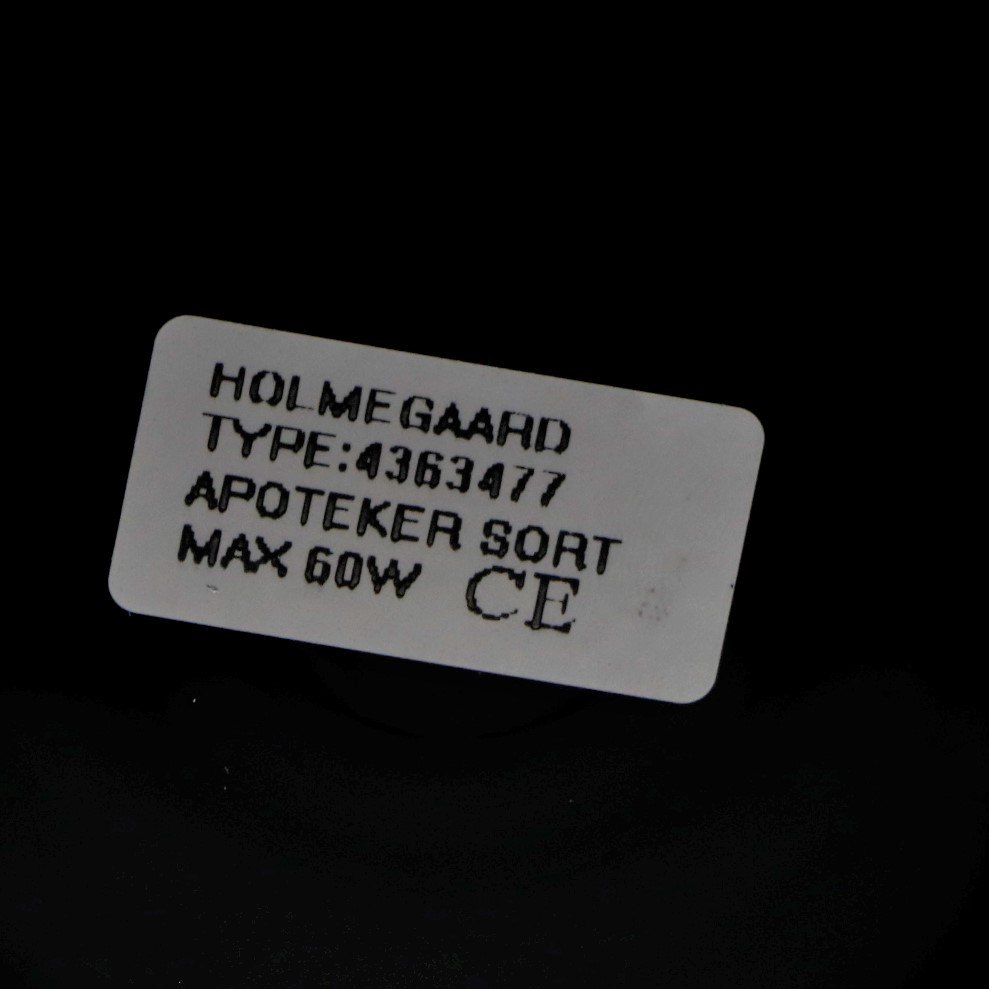 HOLMEGAARD
TYPE:4363477
APOTEKER SORT
MAX 60W CE